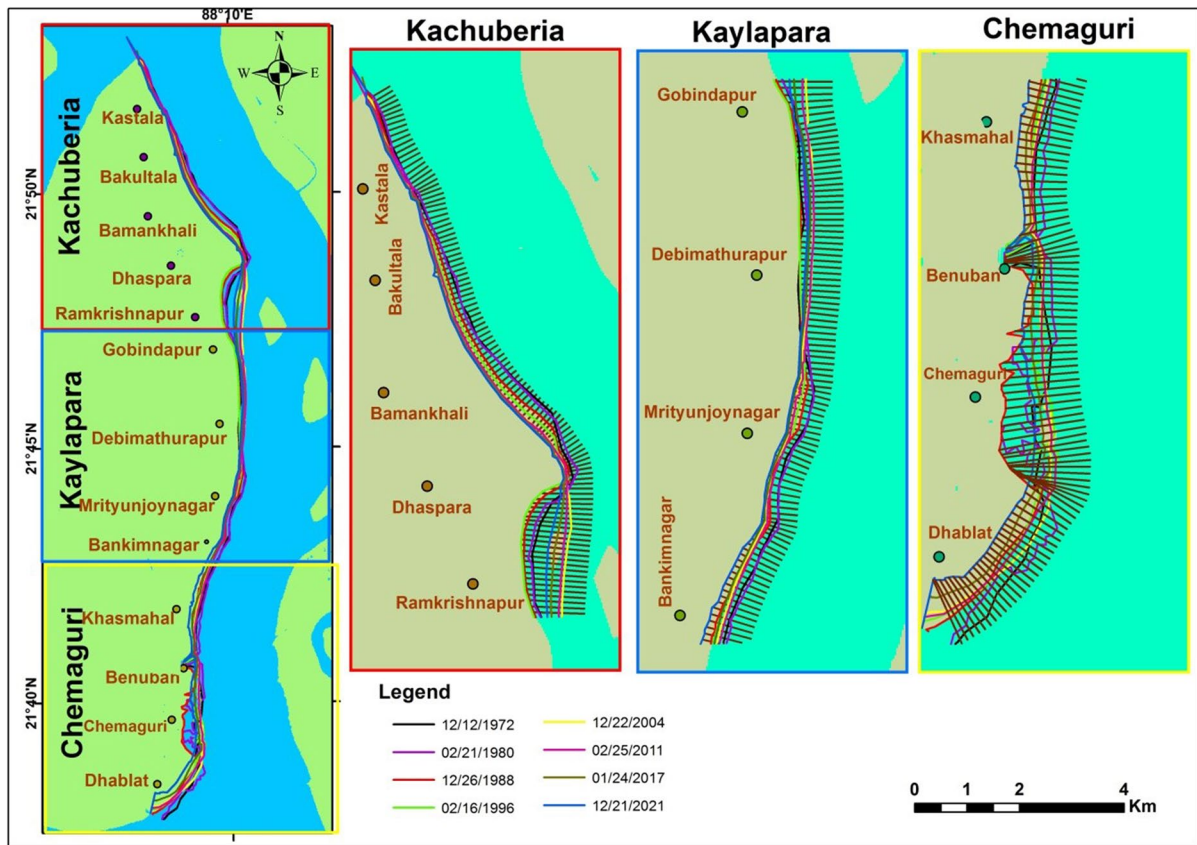 88°10'E
Kachuberia
Kaylapara
Chemaguri
N
W E
S
21°50'N
21°45'N
21°40'N
Kachuberia
Kastala
Bakultala
Bamankhali
Dhaspara
Ramkrishnapur
Kaylapara
Gobindapur
Debimathurapur
Mrityunjoynagar
Bankimnagar
Chemaguri
Khasmahal
Benuban
Chemaguri
Dhablat
Kastala
Bakultala
Bamankhali
Dhaspara
Ramkrishnapur
Gobindapur
Debimathurapur
Mrityunjoynagar
Bankimnagar
Khasmahal
Benuban
Chemaguri
Dhablat
Legend
12/12/1972
02/21/1980
12/26/1988
02/16/1996
12/22/2004
02/25/2011
01/24/2017
12/21/2021
0 1 2 4
Km